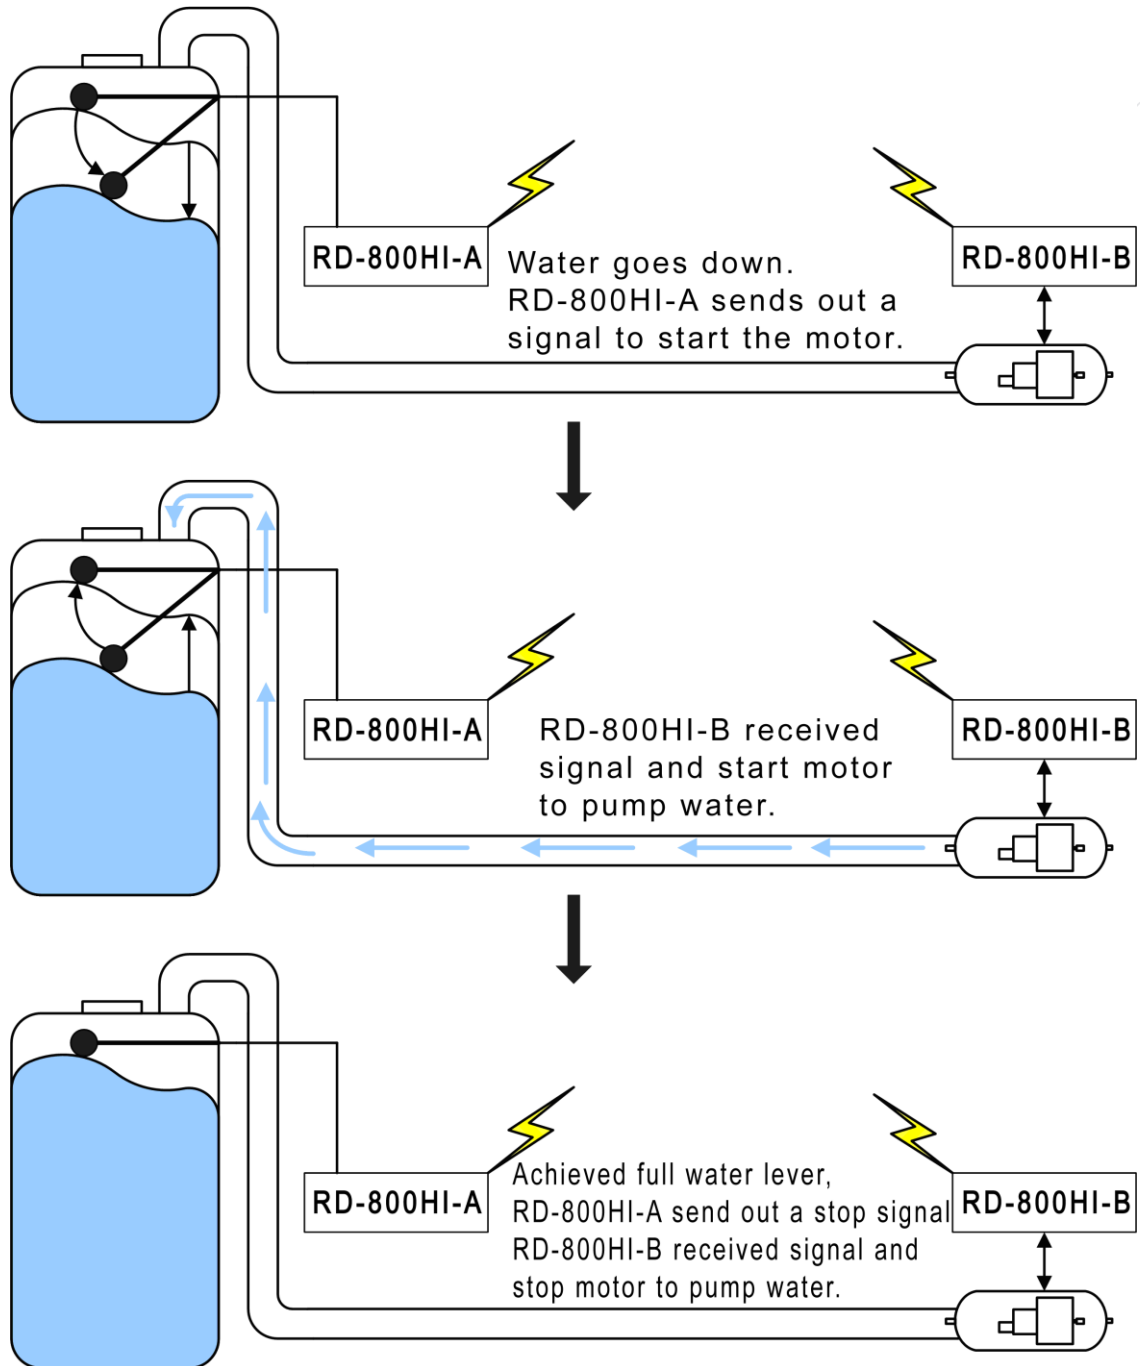 RD-800HI-A
Water goes down.
RD-800HI-A sends out a
signal to start the motor.
RD-800HI-B
RD-800HI-A
RD-800HI-B received
signal and start motor
to pump water.
RD-800HI-B
RD-800HI-A
Achieved full water lever,
RD-800HI-A send out a stop signal
RD-800HI-B received signal and
stop motor to pump water.
RD-800HI-B